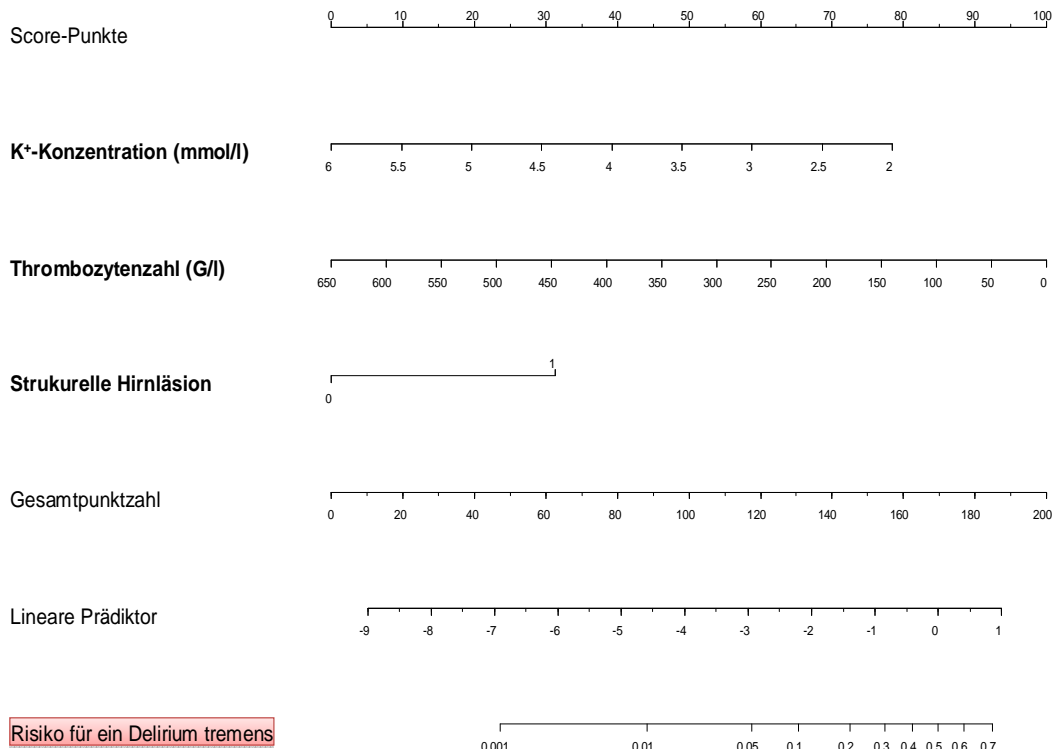 0 10 20 30 40 50 60 70 80 90 100
Score-Punkte
K⁺-Konzentration (mmol/l)
6 5.5 5 4.5 4 3.5 3 2.5 2
Thrombozytenzahl (G/l)
650 600 550 500 450 400 350 300 250 200 150 100 50 0
1
Strukurelle Hirnläsion
0
Gesamtpunktzahl
0 20 40 60 80 100 120 140 160 180 200
Lineare Prädiktor
-9 -8 -7 -6 -5 -4 -3 -2 -1 0 1
Risiko für ein Delirium tremens
0.001 0.01 0.05 0.1 0.2 0.3 0.4 0.5 0.6 0.7